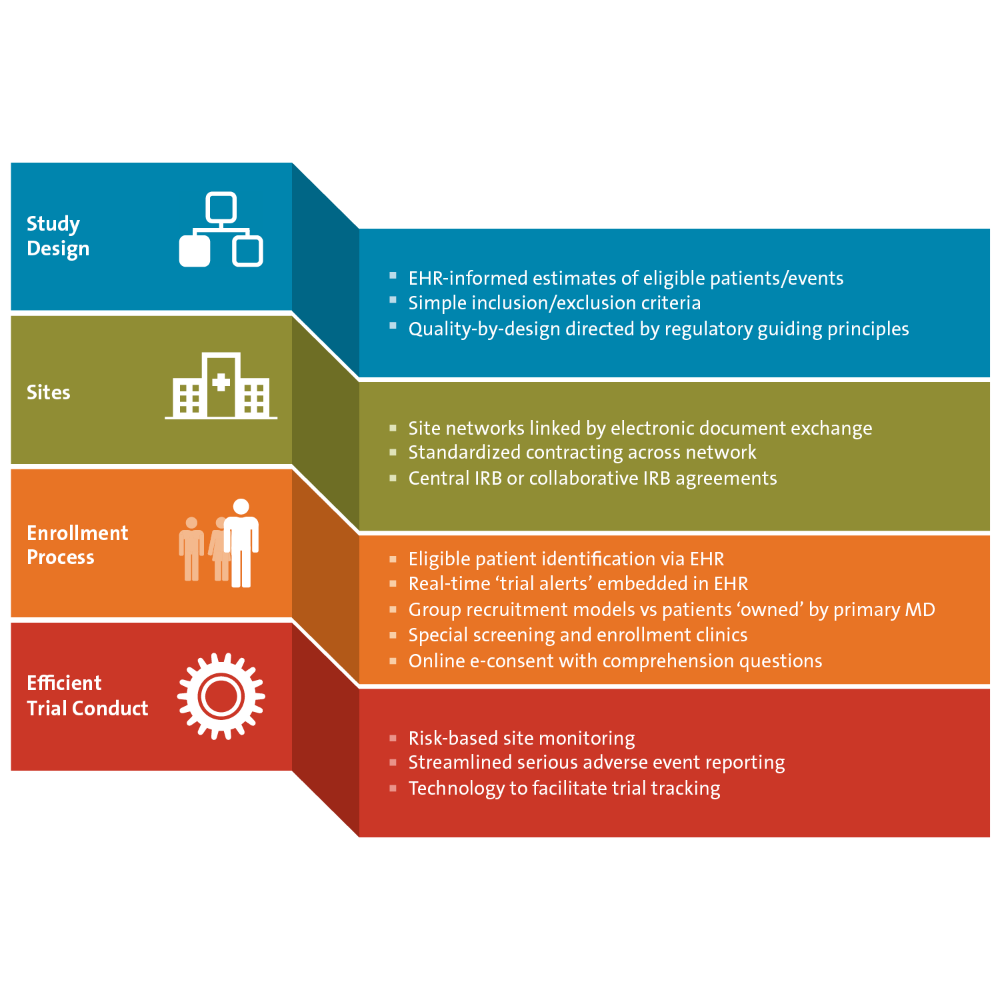 Study
Design
EHR-informed estimates of eligible patients/events
Simple inclusion/exclusion criteria
Quality-by-design directed by regulatory guiding principles
Sites
Site networks linked by electronic document exchange
Standardized contracting across network
Central IRB or collaborative IRB agreements
Enrollment
Process
Eligible patient identification via EHR
Real-time ‘trial alerts’ embedded in EHR
Group recruitment models vs patients ‘owned’ by primary MD
Special screening and enrollment clinics
Online e-consent with comprehension questions
Efficient
Trial Conduct
Risk-based site monitoring
Streamlined serious adverse event reporting
Technology to facilitate trial tracking